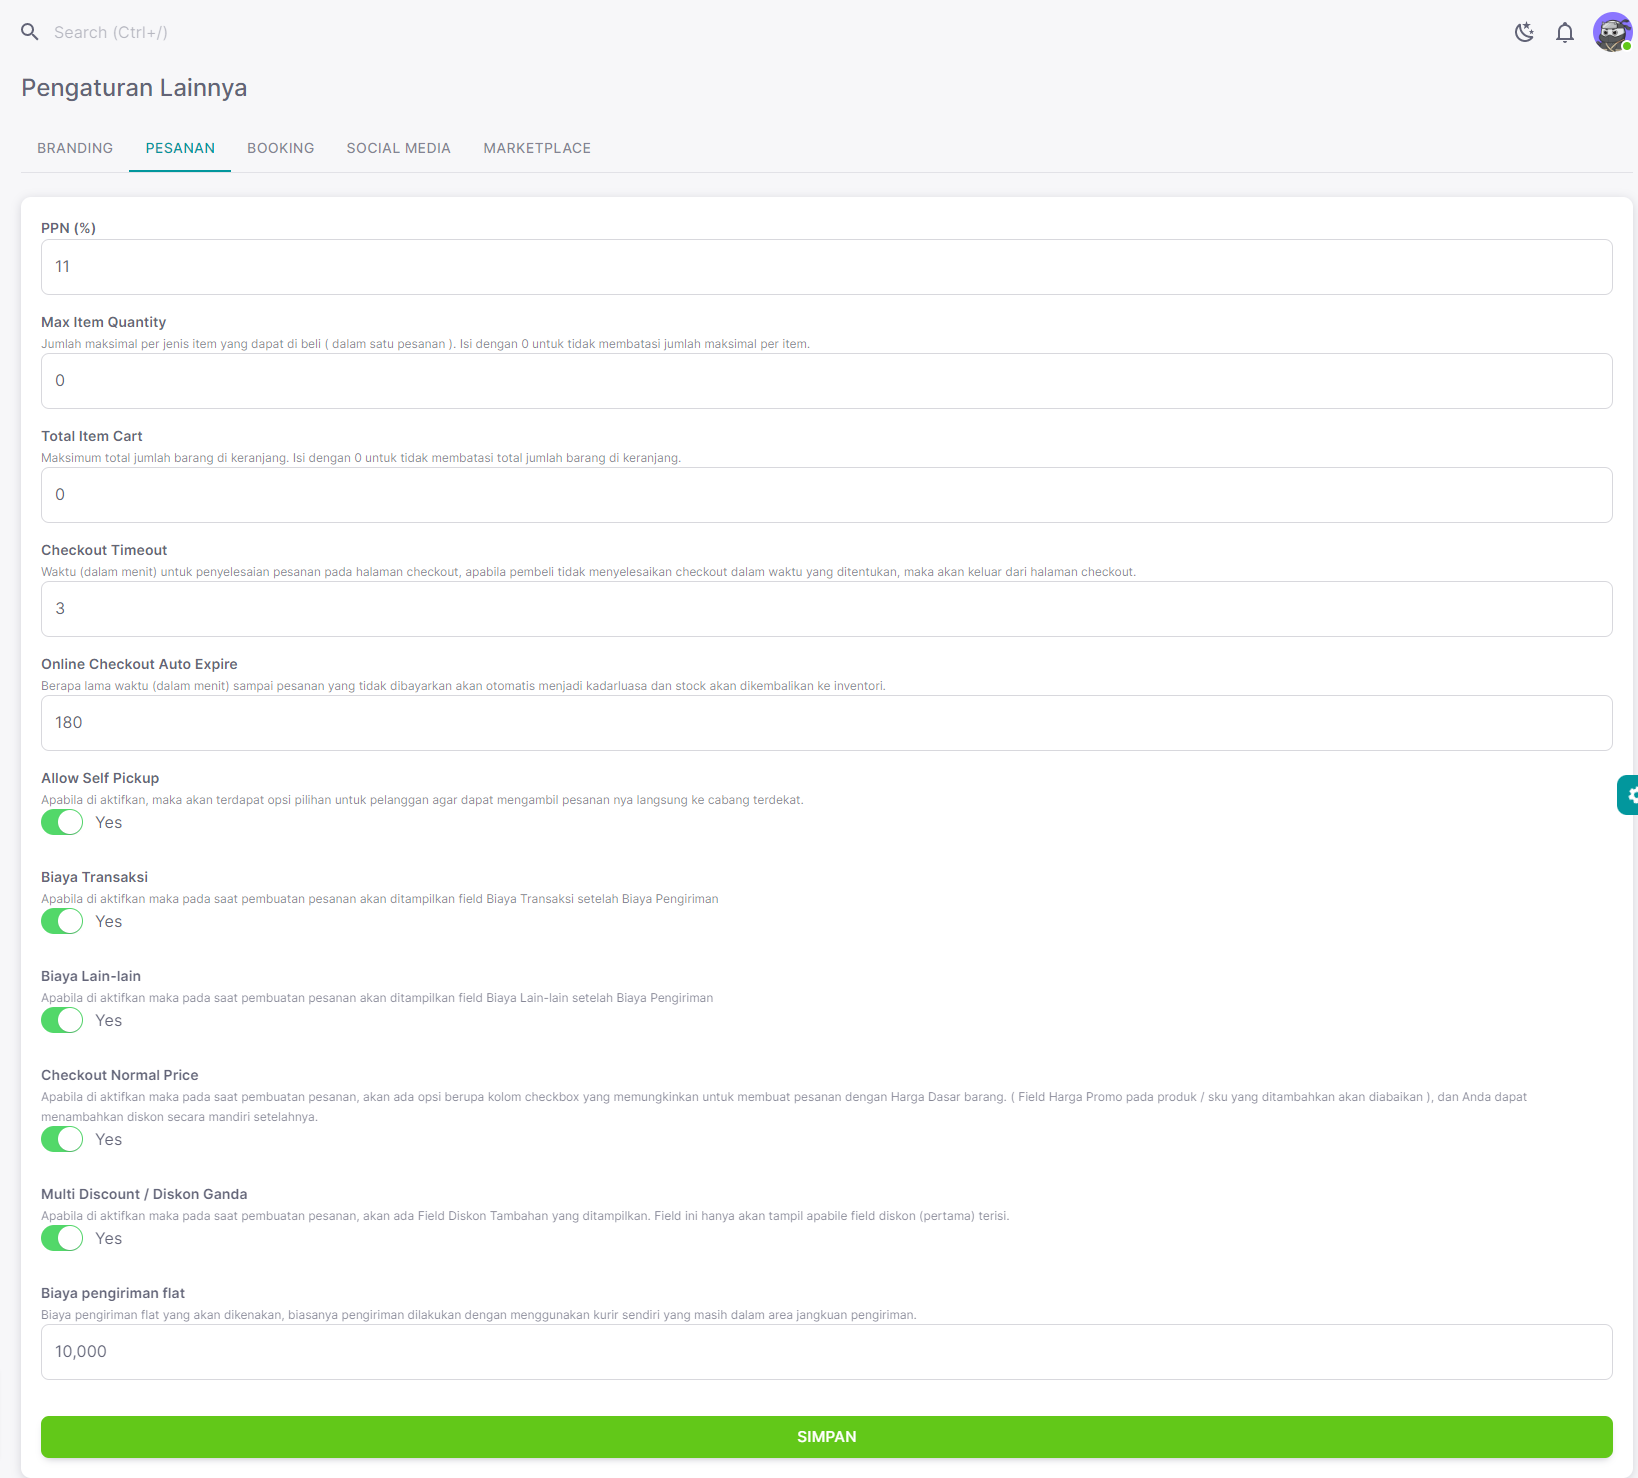 Search (Ctrl+/)
Pengaturan Lainnya
BRANDING PESANAN BOOKING SOCIAL MEDIA MARKETPLACE
PPN (%)
11
Max Item Quantity
Jumlah maksimal per jenis item yang dapat di beli ( dalam satu pesanan ). Isi dengan 0 untuk tidak membatasi jumlah maksimal per item.
0
Total Item Cart
Maksimum total jumlah barang di keranjang. Isi dengan 0 untuk tidak membatasi total jumlah barang di keranjang.
0
Checkout Timeout
Waktu (dalam menit) untuk penyelesaian pesanan pada halaman checkout, apabila pembeli tidak menyelesaikan checkout dalam waktu yang ditentukan, maka akan keluar dari halaman checkout.
3
Online Checkout Auto Expire
Berapa lama waktu (dalam menit) sampai pesanan yang tidak dibayarkan akan otomatis menjadi kadarluasa dan stock akan dikembalikan ke inventori.
180
Allow Self Pickup
Apabila di aktifkan, maka akan terdapat opsi pilihan untuk pelanggan agar dapat mengambil pesanan nya langsung ke cabang terdekat.
Yes
Biaya Transaksi
Apabila di aktifkan maka pada saat pembuatan pesanan akan ditampilkan field Biaya Transaksi setelah Biaya Pengiriman
Yes
Biaya Lain-lain
Apabila di aktifkan maka pada saat pembuatan pesanan akan ditampilkan field Biaya Lain-lain setelah Biaya Pengiriman
Yes
Checkout Normal Price
Apabila di aktifkan maka pada saat pembuatan pesanan, akan ada opsi berupa kolom checkbox yang memungkinkan untuk membuat pesanan dengan Harga Dasar barang. ( Field Harga Promo pada produk / sku yang ditambahkan akan diabaikan ), dan Anda dapat
menambahkan diskon secara mandiri setelahnya.
Yes
Multi Discount / Diskon Ganda
Apabila di aktifkan maka pada saat pembuatan pesanan, akan ada Field Diskon Tambahan yang ditampilkan. Field ini hanya akan tampil apabile field diskon (pertama) terisi.
Yes
Biaya pengiriman flat
Biaya pengiriman flat yang akan dikenakan, biasanya pengiriman dilakukan dengan menggunakan kurir sendiri yang masih dalam area jangkuan pengiriman.
10,000
SIMPAN